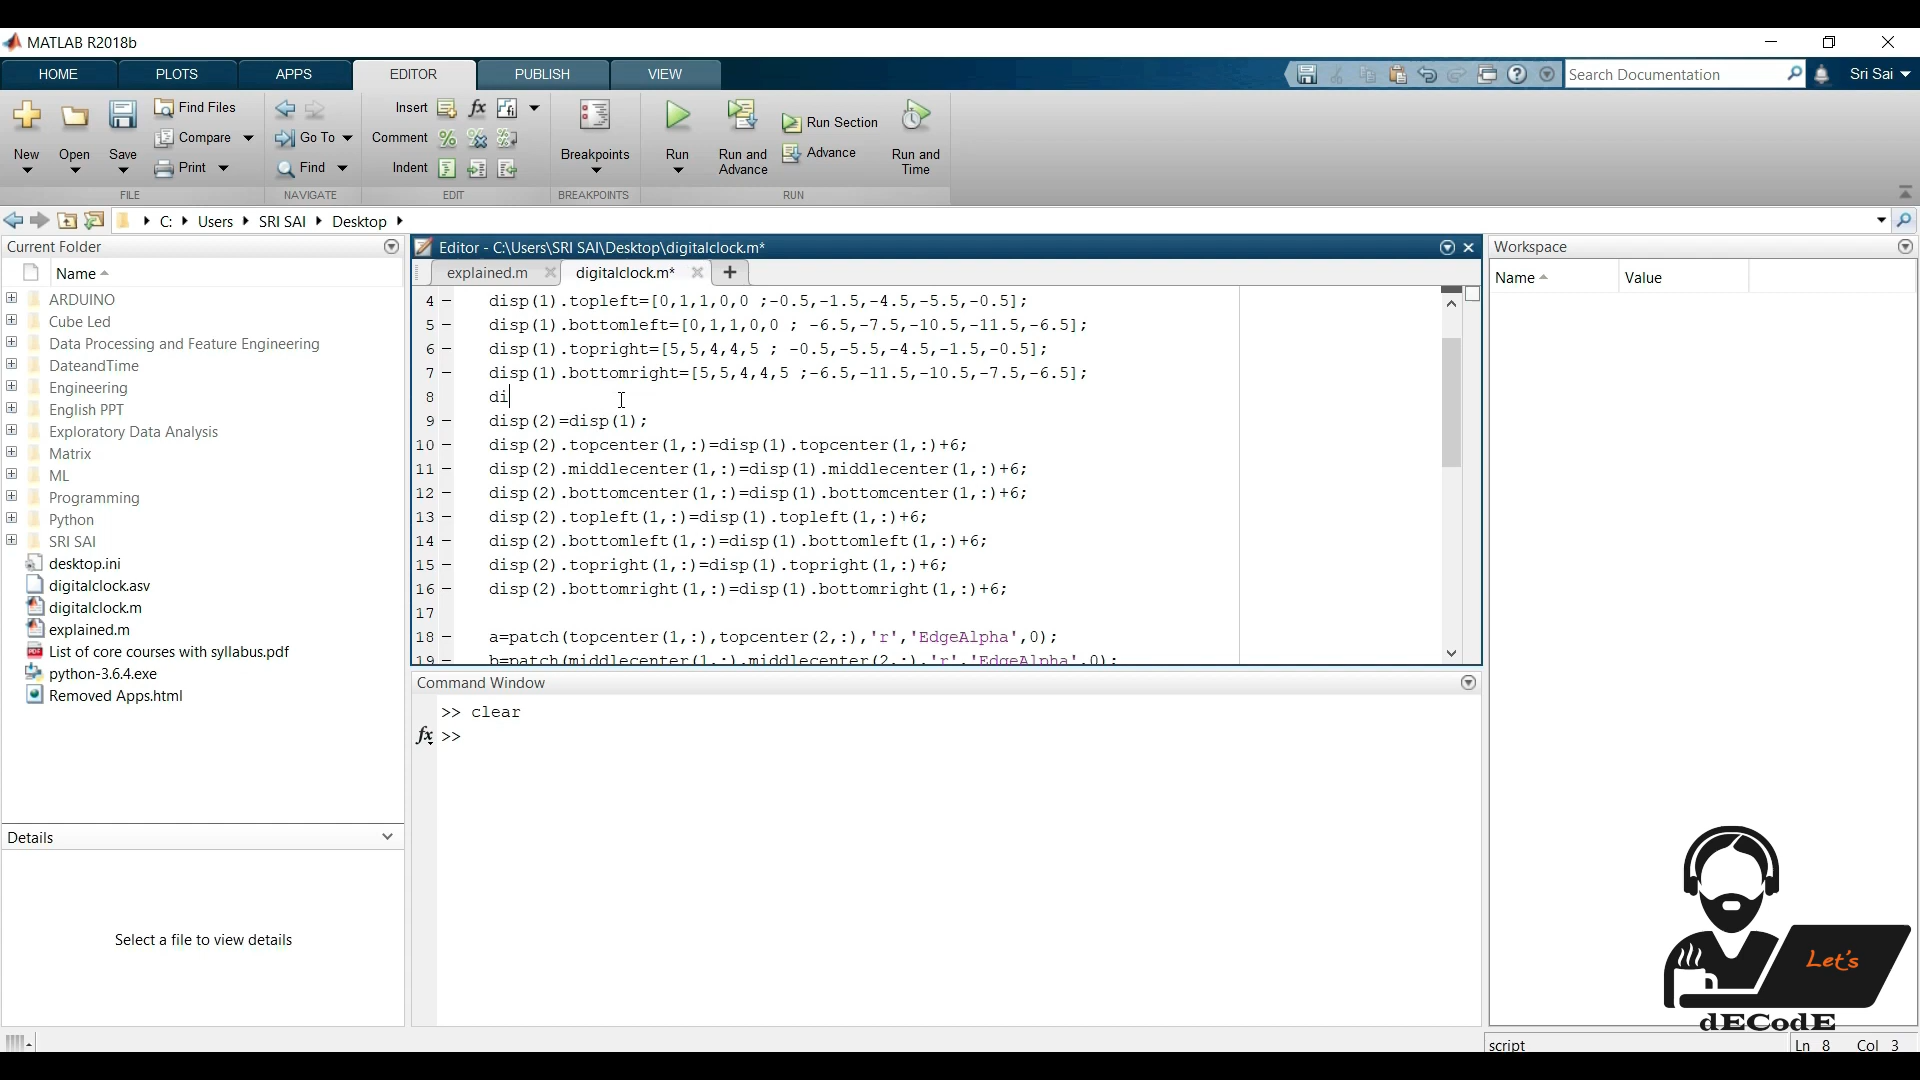 MATLAB R2018b
HOME PLOTS APPS EDITOR PUBLISH VIEW Search Documentation Sri Sai
Find Files Insert fx
New Open Save Compare Go To Comment Breakpoints Run Run and Advance Run Section Advance Run and Time
Print Find Indent
FILE NAVIGATE EDIT BREAKPOINTS RUN
C: Users SRI SAI Desktop
Current Folder
Name
ARDUINO
Cube Led
Data Processing and Feature Engineering
DateandTime
Engineering
English PPT
Exploratory Data Analysis
Matrix
ML
Programming
Python
SRI SAI
desktop.ini
digitalclock.asv
digitalclock.m
explained.m
List of core courses with syllabus.pdf
python-3.6.4.exe
Removed Apps.html
Details
Select a file to view details
Editor - C:\Users\SRI SAI\Desktop\digitalclock.m*
explained.m digitalclock.m*
4 – disp(1).topleft=[0,1,1,0,0 ;-0.5,-1.5,-4.5,-5.5,-0.5];
5 – disp(1).bottomleft=[0,1,1,0,0 ; -6.5,-7.5,-10.5,-11.5,-6.5];
6 – disp(1).topright=[5,5,4,4,5 ; -0.5,-5.5,-4.5,-1.5,-0.5];
7 – disp(1).bottomright=[5,5,4,4,5 ;-6.5,-11.5,-10.5,-7.5,-6.5];
8 di
9 – disp(2)=disp(1);
10 – disp(2).topcenter(1,:)=disp(1).topcenter(1,:)+6;
11 – disp(2).middlecenter(1,:)=disp(1).middlecenter(1,:)+6;
12 – disp(2).bottomcenter(1,:)=disp(1).bottomcenter(1,:)+6;
13 – disp(2).topleft(1,:)=disp(1).topleft(1,:)+6;
14 – disp(2).bottomleft(1,:)=disp(1).bottomleft(1,:)+6;
15 – disp(2).topright(1,:)=disp(1).topright(1,:)+6;
16 – disp(2).bottomright(1,:)=disp(1).bottomright(1,:)+6;
17
18 – a=patch(topcenter(1,:),topcenter(2,:),'r','EdgeAlpha',0);
19 – b=patch(middlecenter(1,:),middlecenter(2,:),'r','EdgeAlpha',0);
Command Window
>> clear
fx >>
Workspace
Name Value
Let's
dECodE
script Ln 8 Col 3